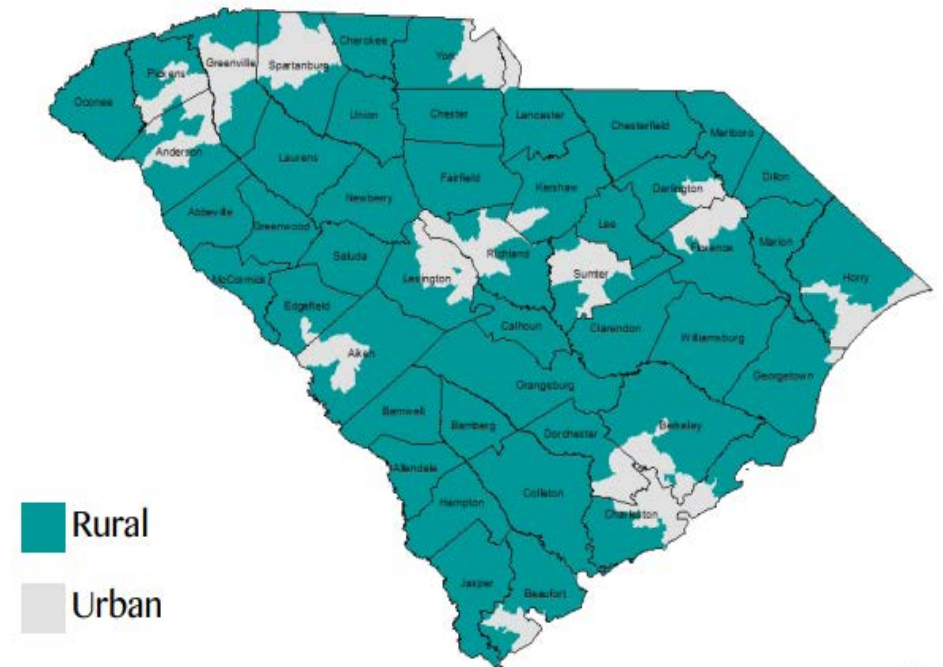 Cherokee
York
Greenville
Spartanburg
Pickens
Oconee
Union
Chester
Lancaster
Chesterfield
Marlboro
Anderson
Laurens
Fairfield
Kershaw
Darlington
Dillon
Newberry
Abbeville
Greenwood
Lee
Florence
Marion
Saluda
Richland
Lexington
Sumter
Horry
McCormick
Edgefield
Calhoun
Clarendon
Williamsburg
Aiken
Georgetown
Orangeburg
Barnwell
Bamberg
Dorchester
Berkeley
Allendale
Colleton
Hampton
Charleston
Jasper
Beaufort
Rural
Urban